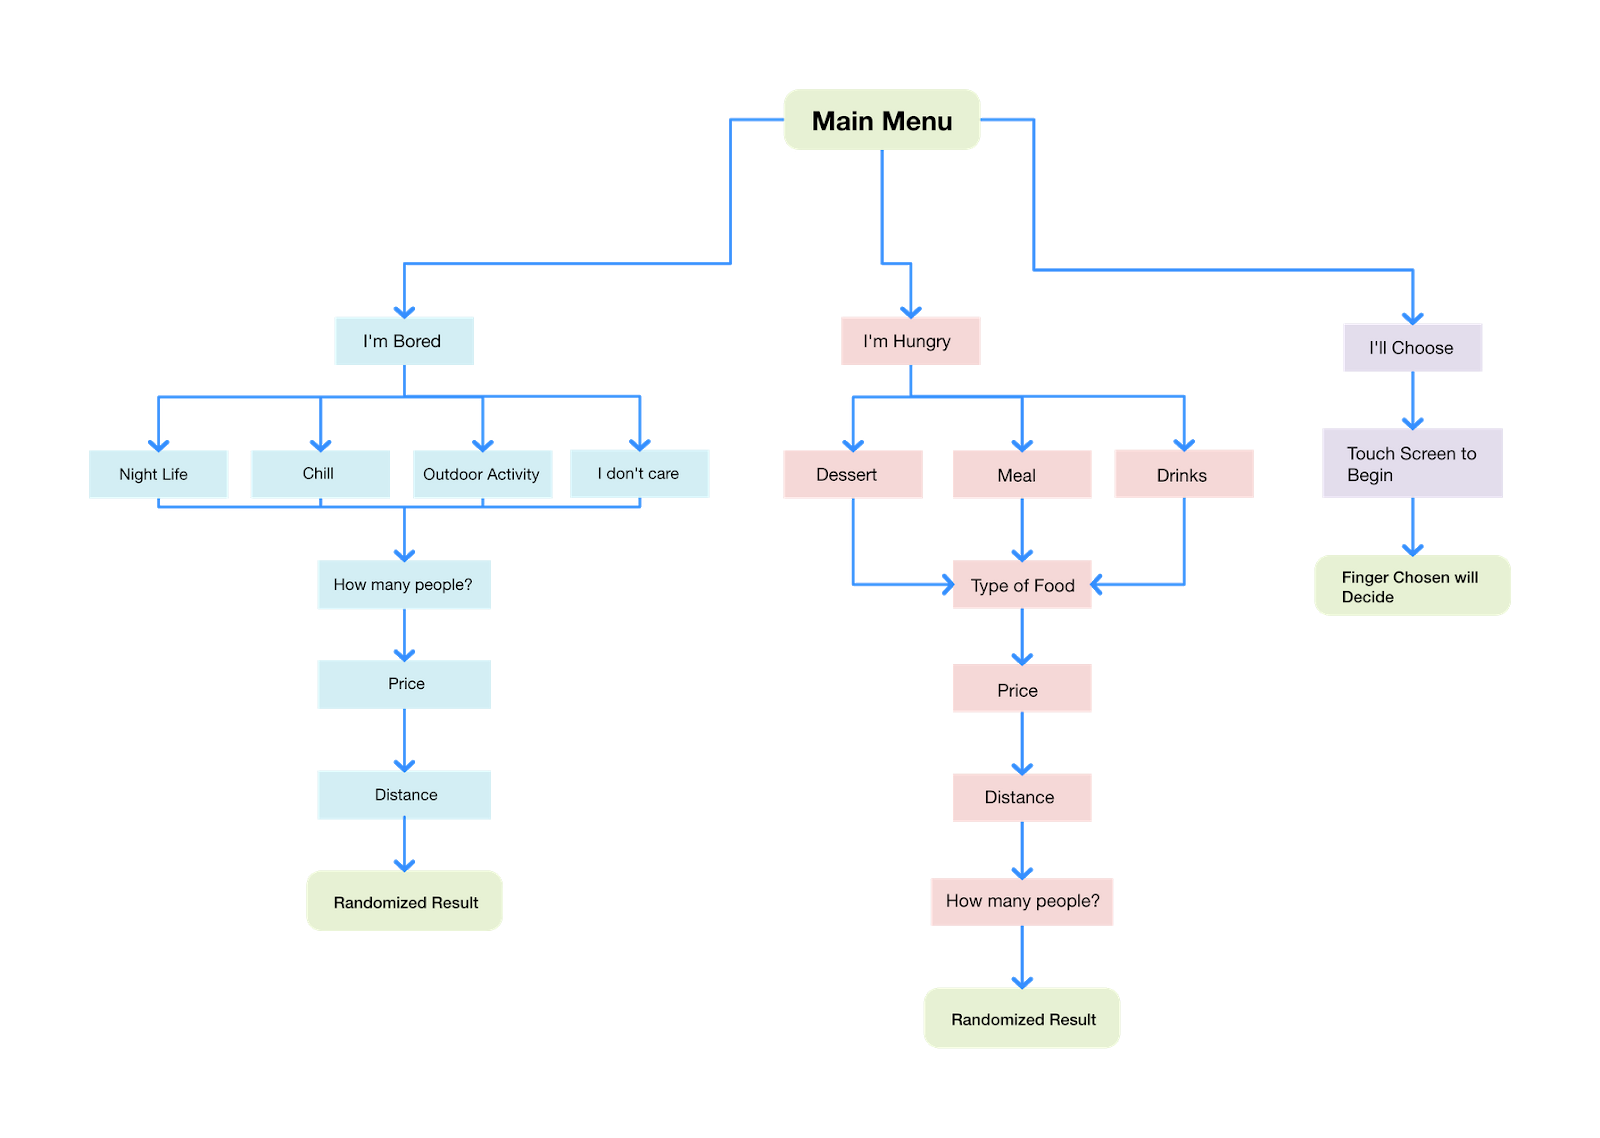 Main Menu
I'm Bored
I'm Hungry
I'll Choose
Night Life
Chill
Outdoor Activity
I don't care
Dessert
Meal
Drinks
Touch Screen to
Begin
How many people?
Type of Food
Finger Chosen will
Decide
Price
Price
Distance
Distance
Randomized Result
How many people?
Randomized Result